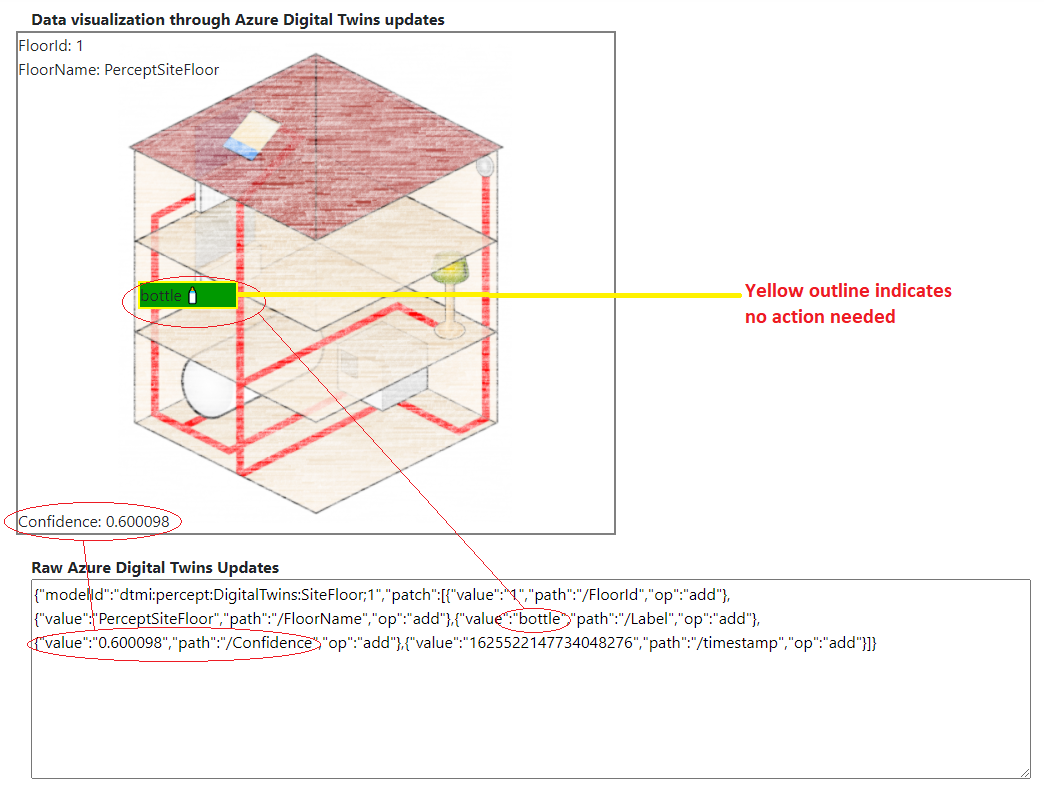 Data visualization through Azure Digital Twins updates
FloorId: 1
FloorName: PerceptSiteFloor
bottle
Yellow outline indicates
no action needed
Confidence: 0.600098
Raw Azure Digital Twins Updates
{"modelId":"dtmi:percept:DigitalTwins:SiteFloor;1","patch":[{"value":"1","path":"/FloorId","op":"add"},
{"value":"PerceptSiteFloor","path":"/FloorName","op":"add"},{"value":"bottle","path":"/Label","op":"add"},
{"value":"0.600098","path":"/Confidence","op":"add"},{"value":"1625522147734048276","path":"/timestamp","op":"add"}]}